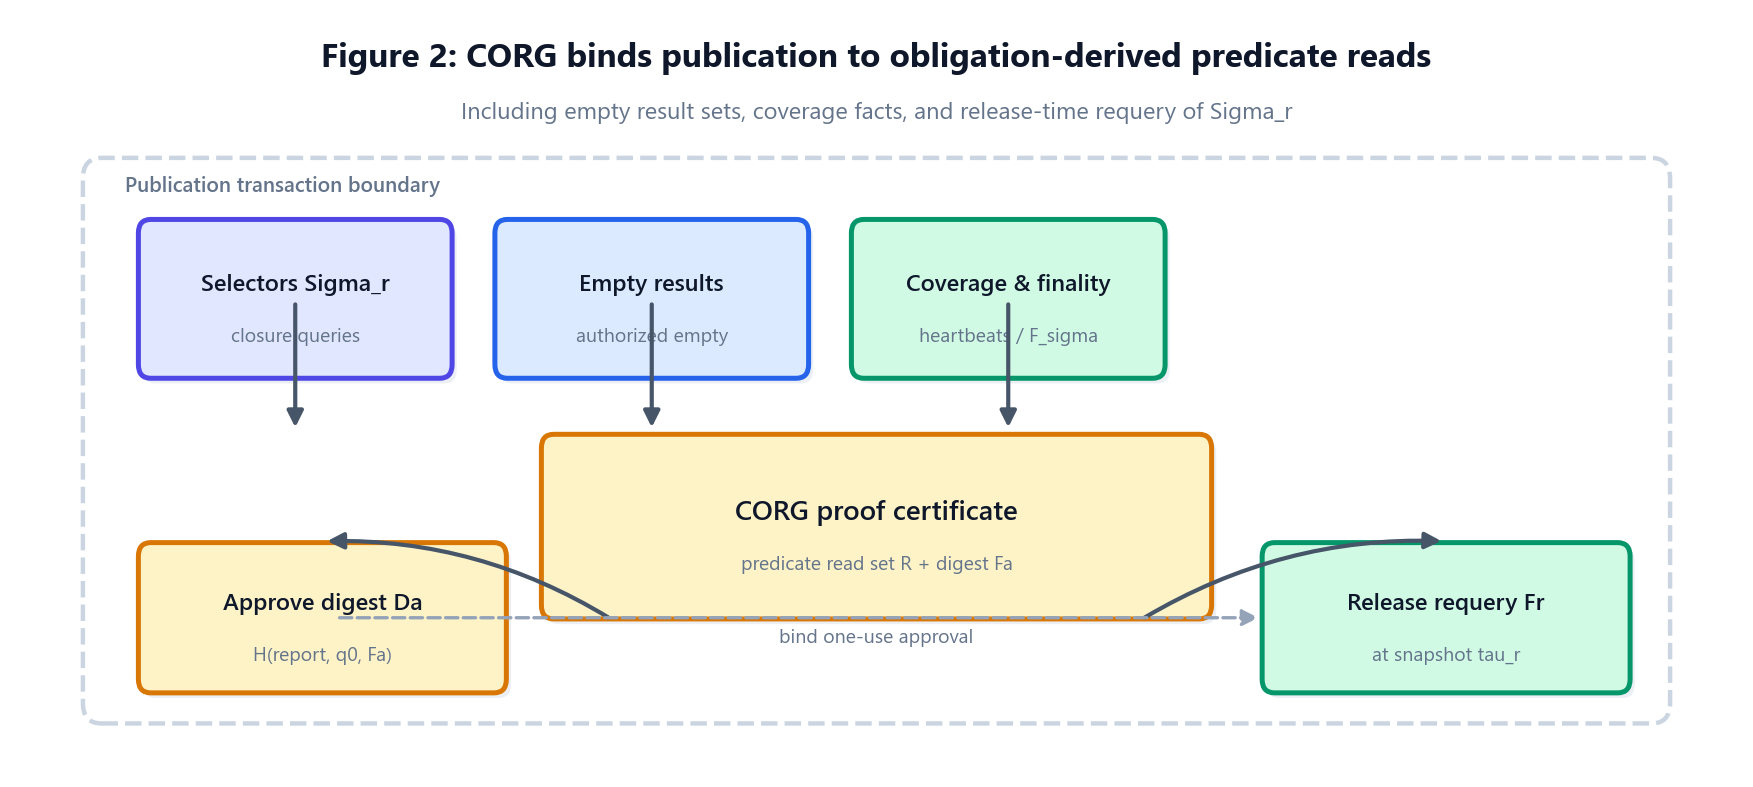 Figure 2: CORG binds publication to obligation-derived predicate reads
Including empty result sets, coverage facts, and release-time requery of Sigma_r
Publication transaction boundary
Selectors Sigma_r
closure queries
Empty results
authorized empty
Coverage & finality
heartbeats / F_sigma
CORG proof certificate
predicate read set R + digest Fa
Approve digest Da
H(report, q0, Fa)
bind one-use approval
Release requery Fr
at snapshot tau_r